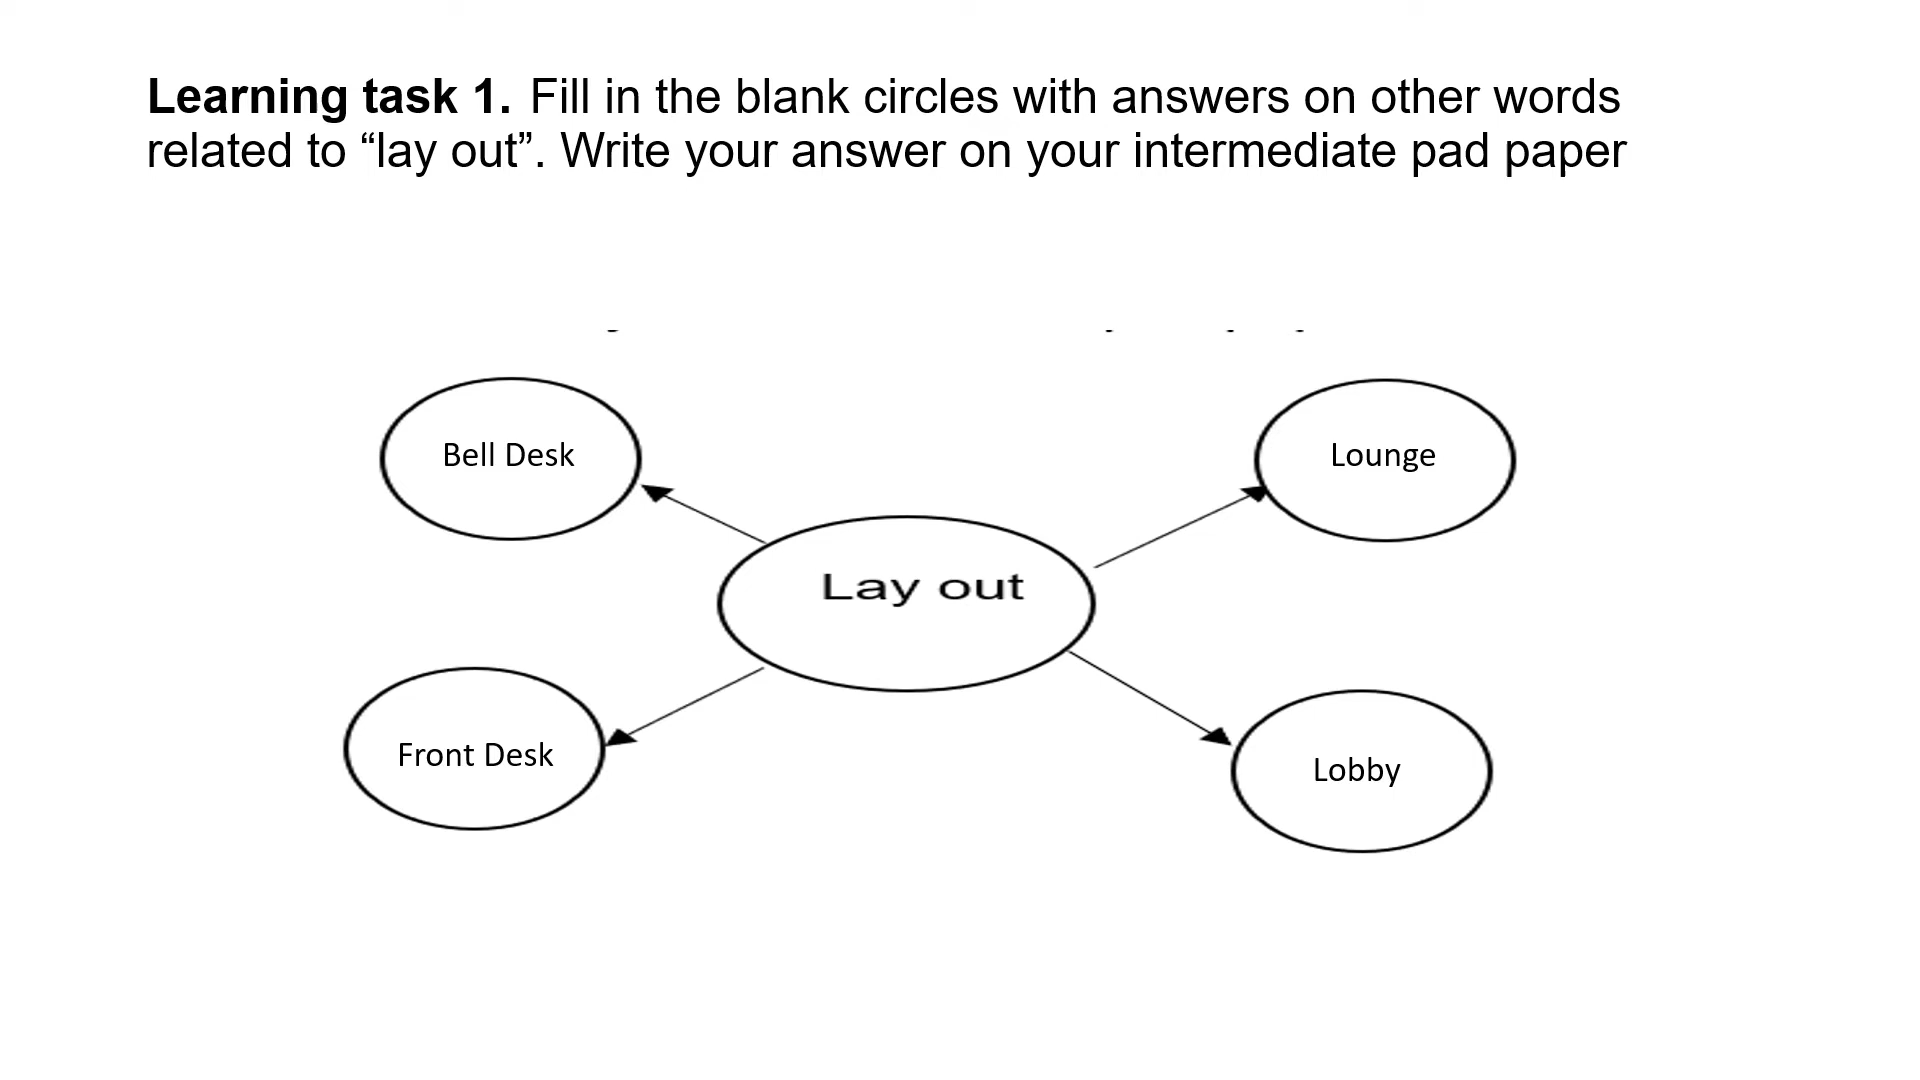 Learning task 1. Fill in the blank circles with answers on other words
related to “lay out”. Write your answer on your intermediate pad paper
Bell Desk
Lounge
Lay out
Front Desk
Lobby